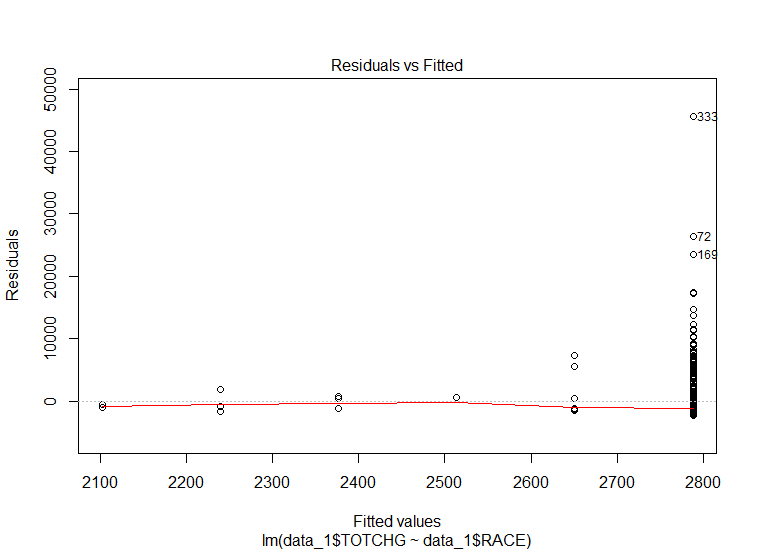 Residuals vs Fitted
50000
40000
30000
20000
10000
0
Residuals
333
72
169
2100 2200 2300 2400 2500 2600 2700 2800
Fitted values
lm(data_1$TOTCHG ~ data_1$RACE)